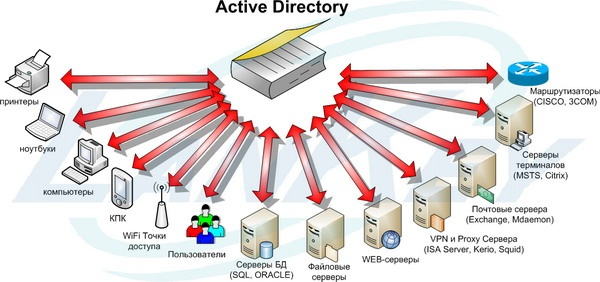 Active Directory
принтеры
ноутбуки
компьютеры
КПК
WiFi Точки
доступа
Пользователи
Серверы БД
(SQL, ORACLE)
Файловые
серверы
WEB-серверы
VPN и Proxy Сервера
(ISA Server, Kerio, Squid)
Почтовые сервера
(Exchange, Mdaemon)
Серверы
терминалов
(MSTS, Citrix)
Маршрутизаторы
(CISCO, 3COM)